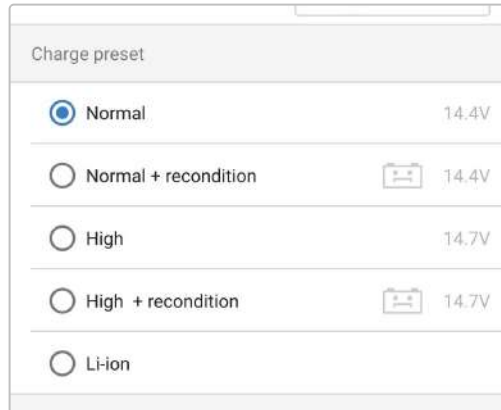 Charge preset
Normal 14.4V
Normal + recondition 14.4V
High 14.7V
High + recondition 14.7V
Li-ion